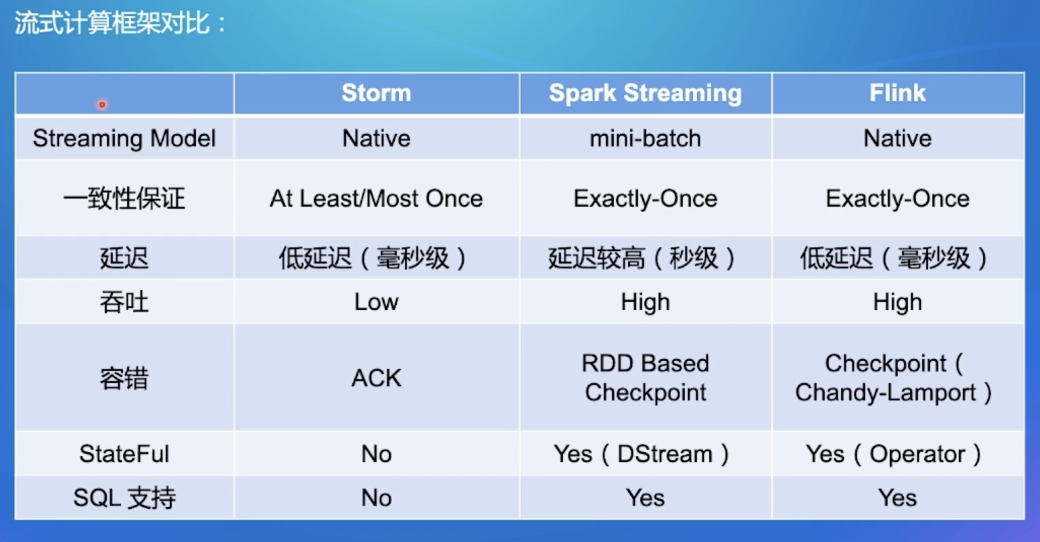 流式计算框架对比：
Storm Spark Streaming Flink
Streaming Model Native mini-batch Native
一致性保证 At Least/Most Once Exactly-Once Exactly-Once
延迟 低延迟（毫秒级） 延迟较高（秒级） 低延迟（毫秒级）
吞吐 Low High High
容错 ACK RDD Based Checkpoint Checkpoint（Chandy-Lamport）
StateFul No Yes（DStream） Yes（Operator）
SQL 支持 No Yes Yes